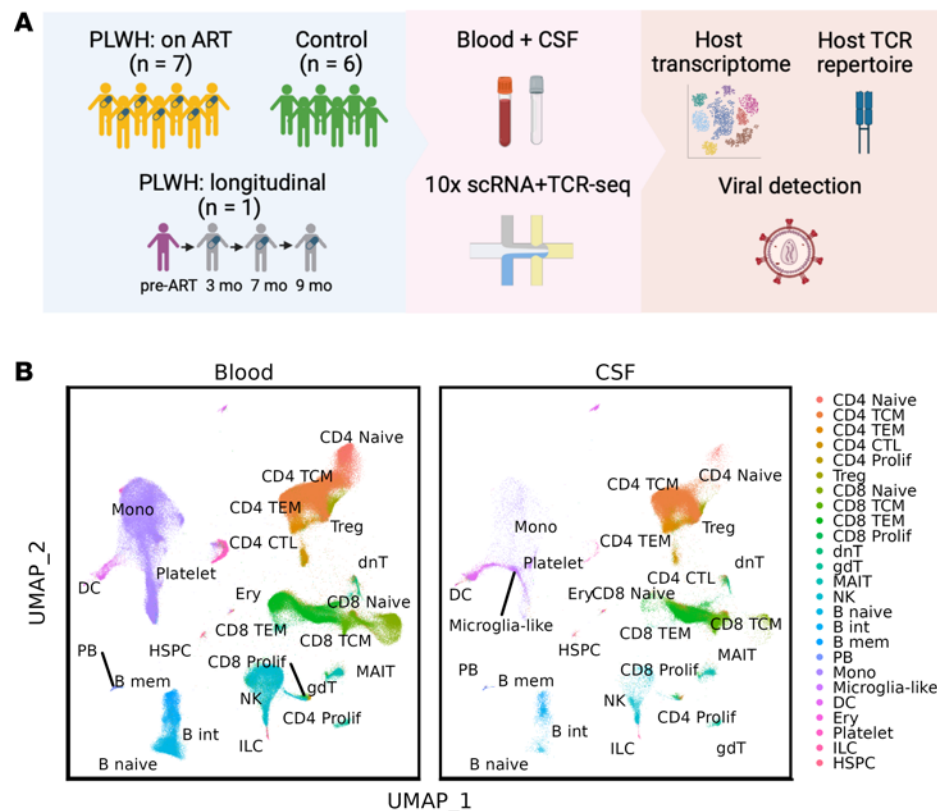 A
PLWH: on ART
(n = 7)
Control
(n = 6)
PLWH: longitudinal
(n = 1)
pre-ART 3 mo 7 mo 9 mo
Blood + CSF
10x scRNA+TCR-seq
Host
transcriptome
Host TCR
repertoire
Viral detection
B
Blood
CD4 Naive
CD4 TCM
Mono
CD4 TEM
Treg
CD4 CTL
Platelet
dnT
DC
Ery
CD8 Naive
CD8 TEM
CD8 TCM
HSPC
PB
CD8 Prolif
MAIT
B mem
gdT
NK
CD4 Prolif
B int
ILC
B naive
CSF
CD4 Naive
CD4 TCM
Mono
Treg
CD4 TEM
Platelet
dnT
CD4 CTL
DC
Ery
CD8 Naive
Microglia-like
CD8 TEM
CD8 TCM
HSPC
MAIT
PB
CD8 Prolif
B mem
NK
CD4 Prolif
B int
ILC
gdT
B naive
UMAP_2
UMAP_1
CD4 Naive
CD4 TCM
CD4 TEM
CD4 CTL
CD4 Prolif
Treg
CD8 Naive
CD8 TCM
CD8 TEM
CD8 Prolif
dnT
gdT
MAIT
NK
B naive
B int
B mem
PB
Mono
Microglia-like
DC
Ery
Platelet
ILC
HSPC